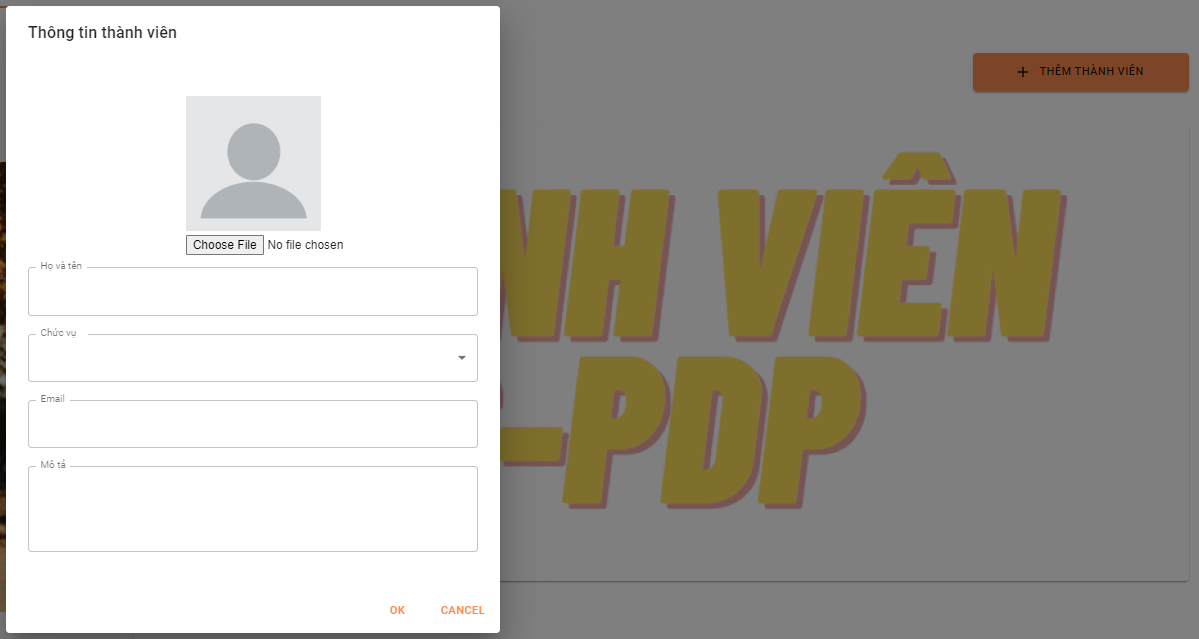 Thông tin thành viên
THÊM THÀNH VIÊN
Choose File No file chosen
Họ và tên
Chức vụ
Email
Mô tả
OK CANCEL
NH VIÊN
-PDP